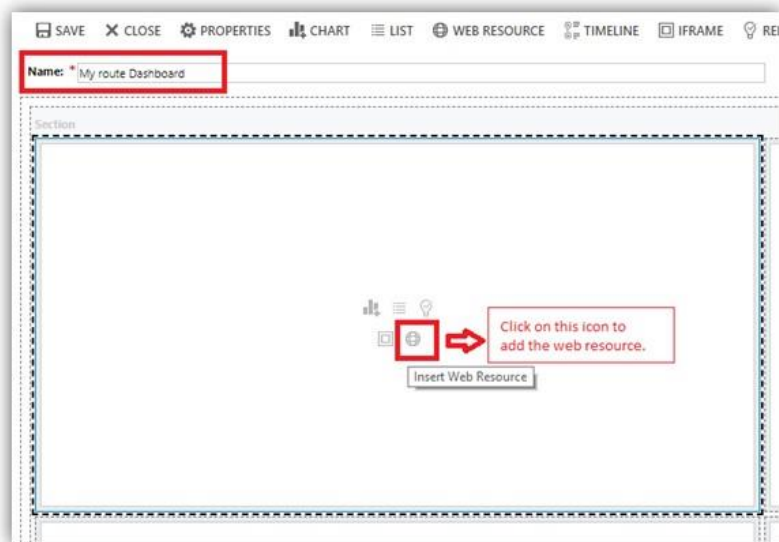 SAVE CLOSE PROPERTIES CHART LIST WEB RESOURCE TIMELINE IFRAME
Name: * My route Dashboard
Section
Click on this icon to
add the web resource.
Insert Web Resource